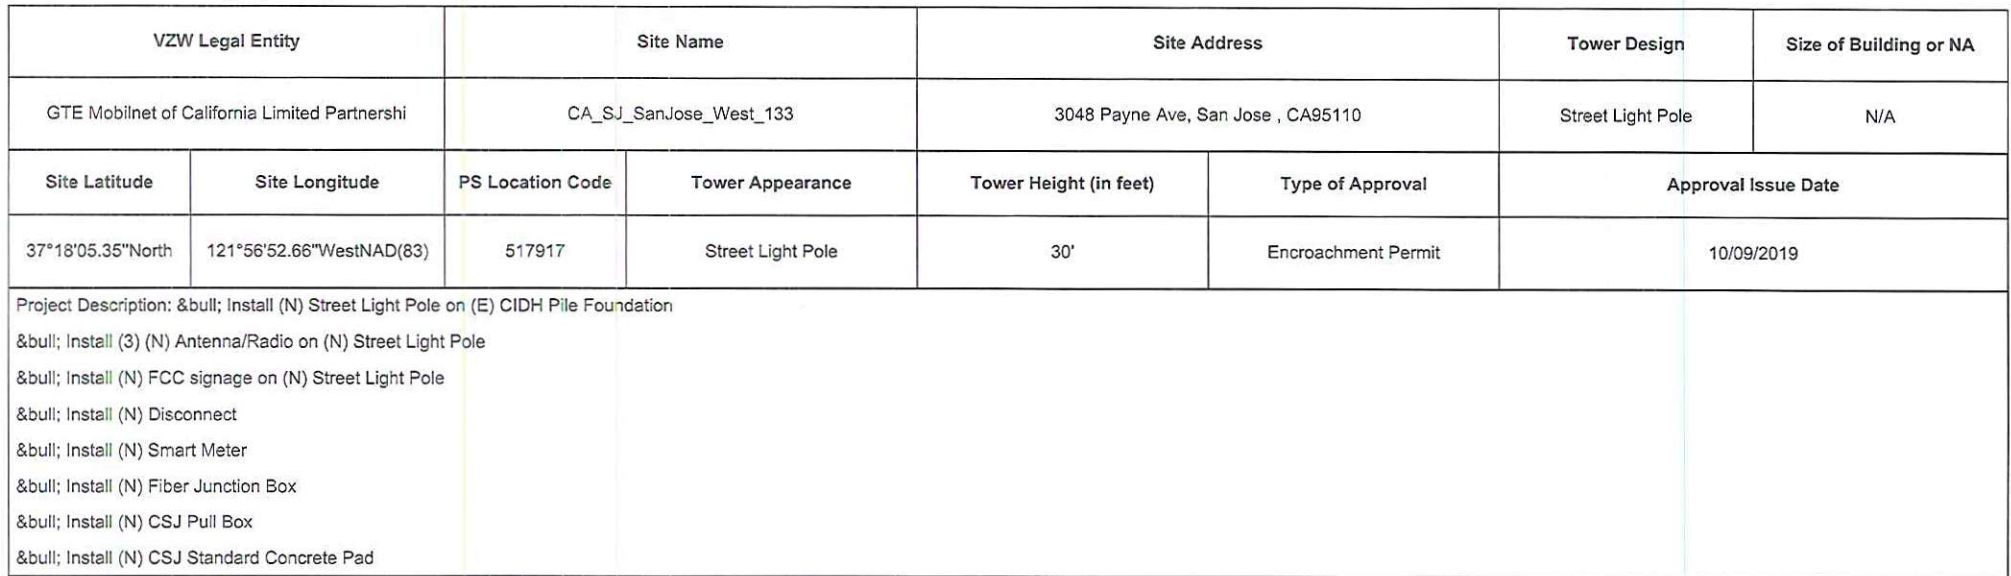 VZW Legal Entity Site Name Site Address Tower Design Size of Building or NA
GTE Mobilnet of California Limited Partnershi CA_SJ_SanJose_West_133 3048 Payne Ave, San Jose , CA95110 Street Light Pole N/A
Site Latitude Site Longitude PS Location Code Tower Appearance Tower Height (in feet) Type of Approval Approval Issue Date
37°18'05.35"North 121°56'52.66"WestNAD(83) 517917 Street Light Pole 30' Encroachment Permit 10/09/2019
Project Description: &bull; Install (N) Street Light Pole on (E) CIDH Pile Foundation
&bull; Install (3) (N) Antenna/Radio on (N) Street Light Pole
&bull; Install (N) FCC signage on (N) Street Light Pole
&bull; Install (N) Disconnect
&bull; Install (N) Smart Meter
&bull; Install (N) Fiber Junction Box
&bull; Install (N) CSJ Pull Box
&bull; Install (N) CSJ Standard Concrete Pad